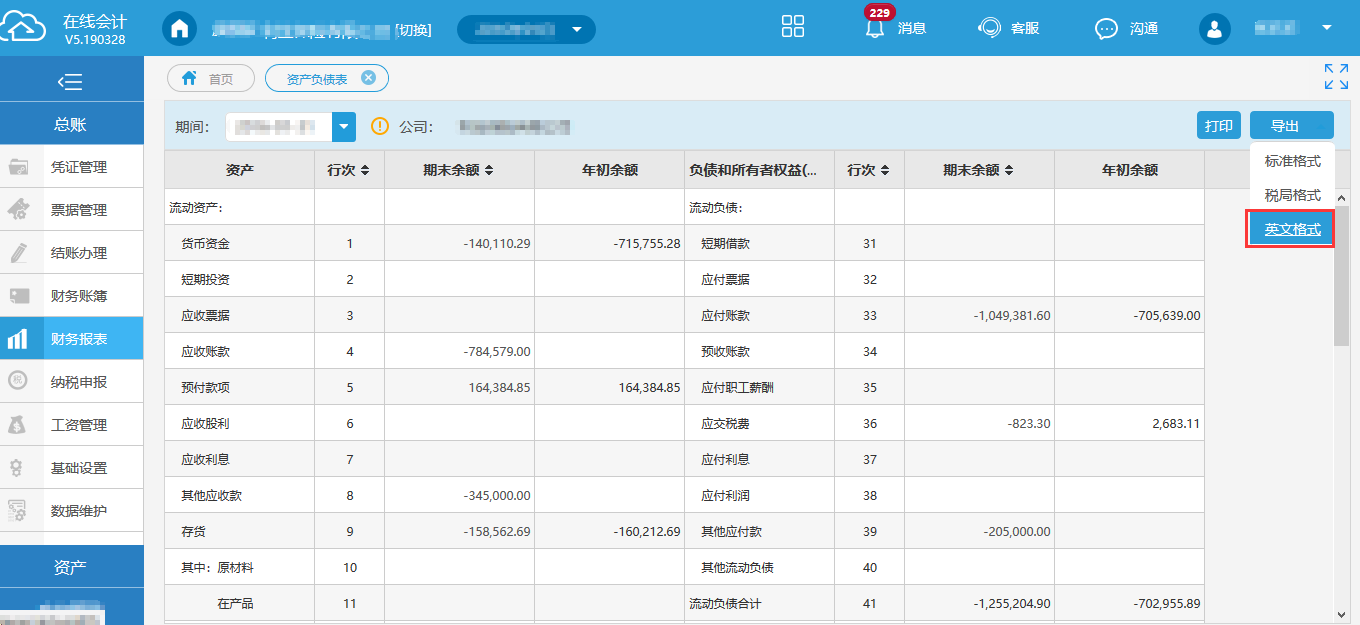 在线会计
V5.190328
[切换]
229
消息
客服
沟通
首页
资产负债表
总账
凭证管理
票据管理
结账办理
财务账簿
财务报表
纳税申报
工资管理
基础设置
数据维护
资产
期间：
公司：
打印
导出
标准格式
税局格式
英文格式
资产 行次 期末余额 年初余额 负债和所有者权益(... 行次 期末余额 年初余额
流动资产： 流动负债：
货币资金 1 -140,110.29 -715,755.28 短期借款 31
短期投资 2 应付票据 32
应收票据 3 应付账款 33 -1,049,381.60 -705,639.00
应收账款 4 -784,579.00 预收账款 34
预付款项 5 164,384.85 164,384.85 应付职工薪酬 35
应收股利 6 应交税费 36 -823.30 2,683.11
应收利息 7 应付利息 37
其他应收款 8 -345,000.00 应付利润 38
存货 9 -158,562.69 -160,212.69 其他应付款 39 -205,000.00
其中：原材料 10 其他流动负债 40
在产品 11 流动负债合计 41 -1,255,204.90 -702,955.89